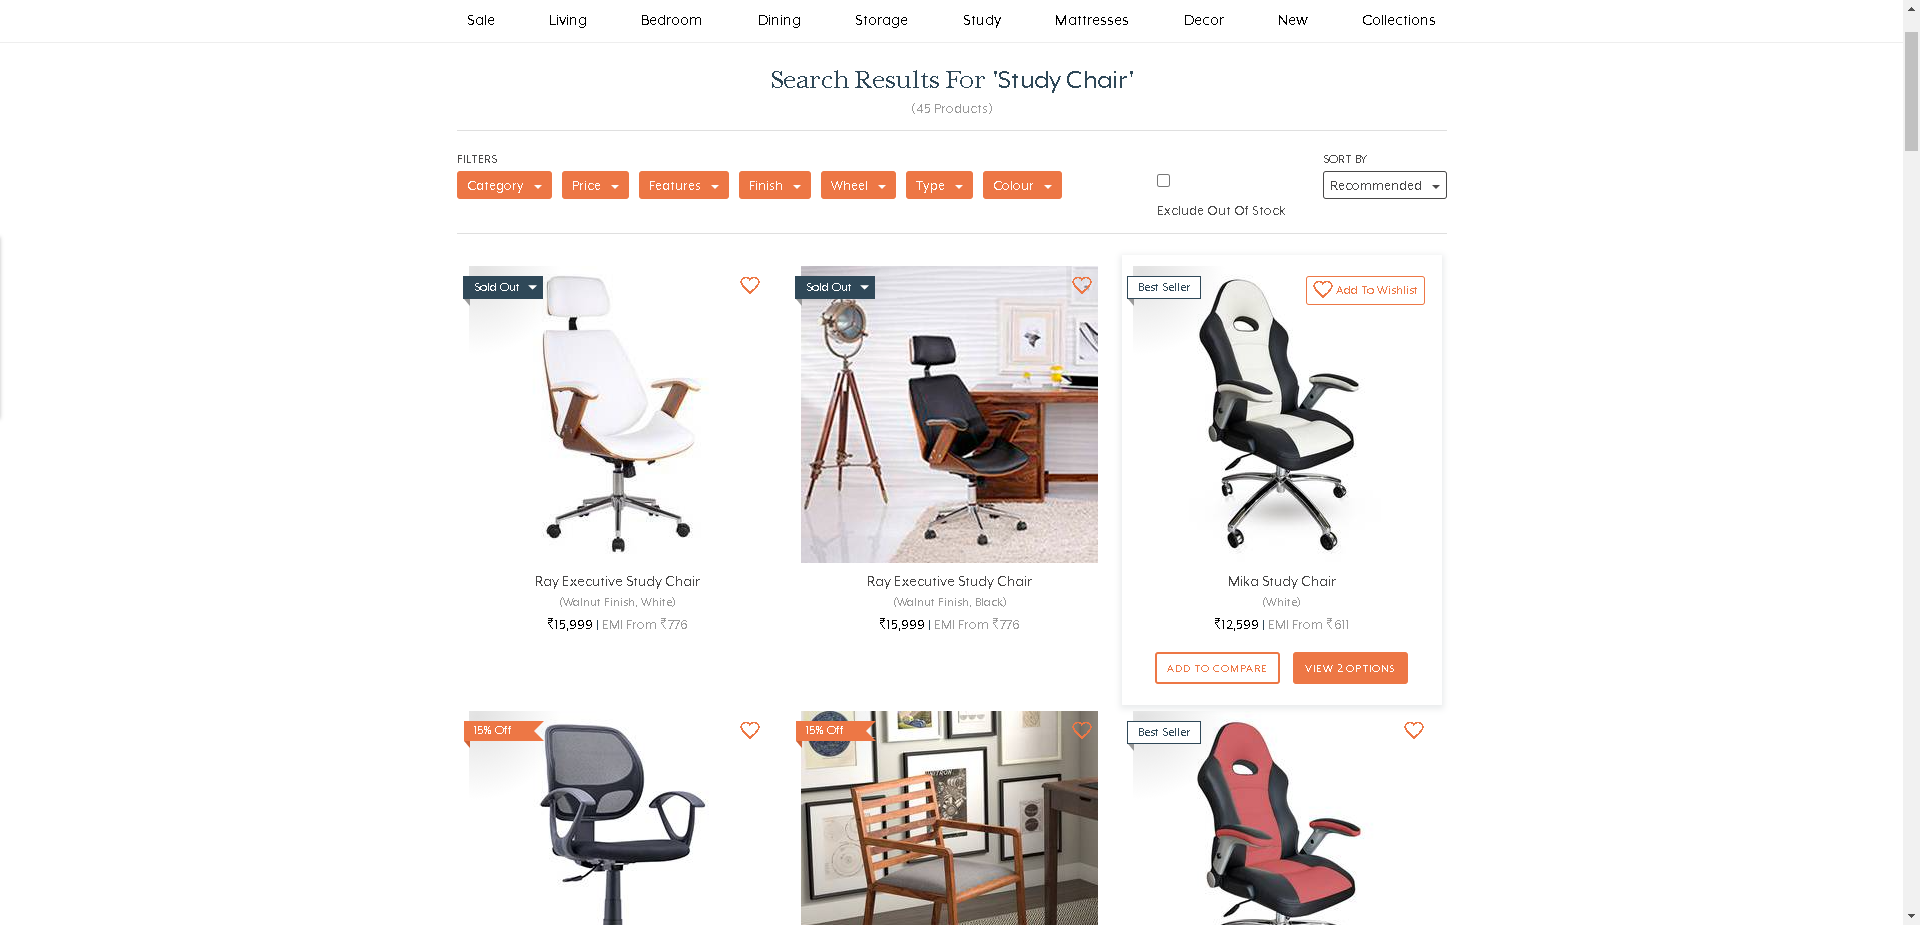 Sale Living Bedroom Dining Storage Study Mattresses Decor New Collections
Search Results For 'Study Chair'
(45 Products)
FILTERS
Category Price Features Finish Wheel Type Colour
Exclude Out Of Stock
SORT BY
Recommended
Sold Out
Ray Executive Study Chair
(Walnut Finish, White)
₹15,999 | EMI From ₹776
Sold Out
Ray Executive Study Chair
(Walnut Finish, Black)
₹15,999 | EMI From ₹776
Best Seller
Add To Wishlist
Mika Study Chair
(White)
₹12,599 | EMI From ₹611
ADD TO COMPARE
VIEW 2 OPTIONS
15% Off
15% Off
Best Seller